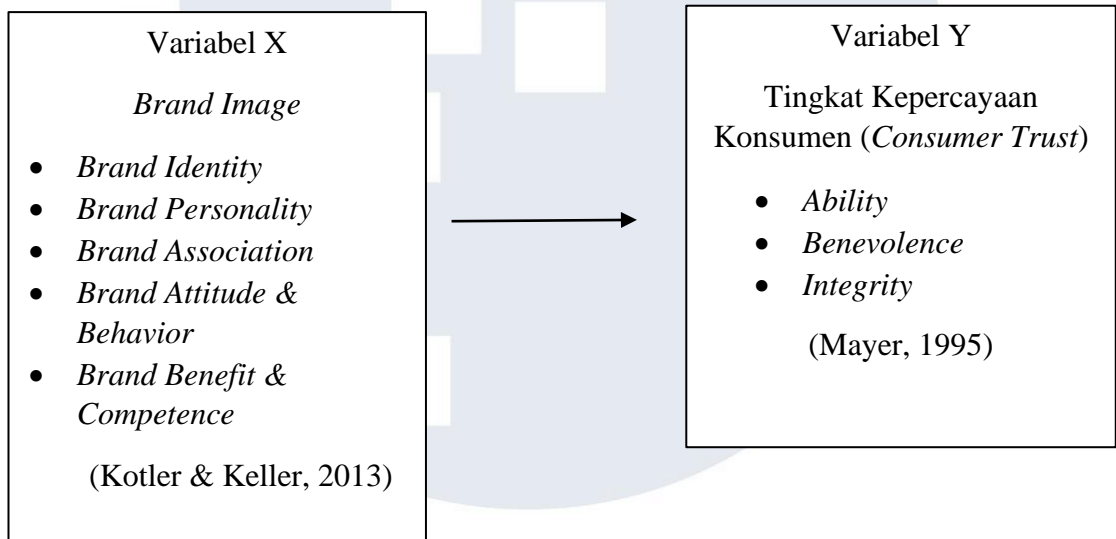 Variabel X
Brand Image
• Brand Identity
• Brand Personality
• Brand Association
• Brand Attitude &
Behavior
• Brand Benefit &
Competence
(Kotler & Keller, 2013)
Variabel Y
Tingkat Kepercayaan
Konsumen (Consumer Trust)
• Ability
• Benevolence
• Integrity
(Mayer, 1995)